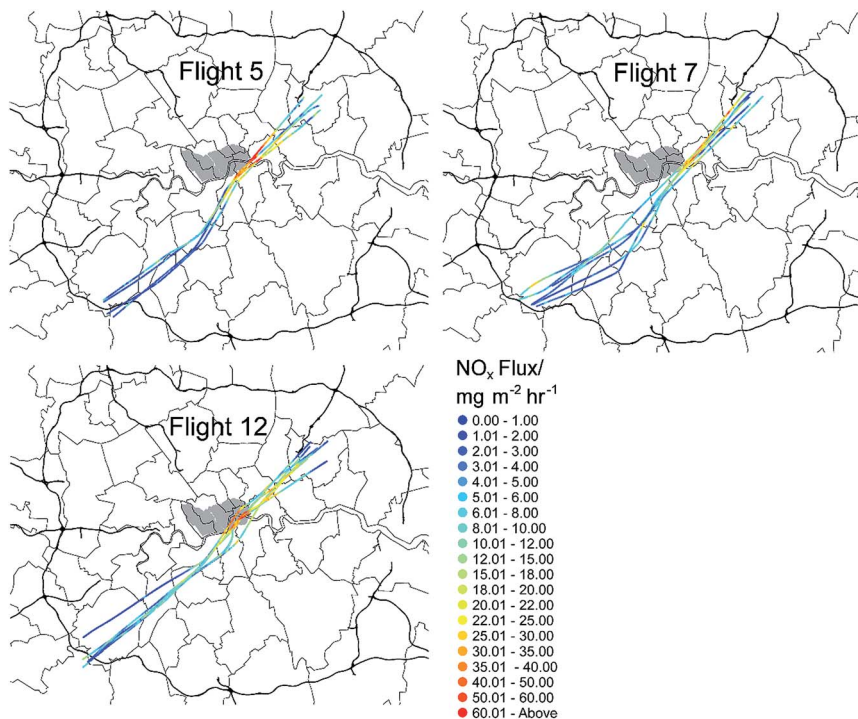 Flight 5
Flight 7
Flight 12
NOₓ Flux/
mg m⁻² hr⁻¹
0.00 - 1.00
1.01 - 2.00
2.01 - 3.00
3.01 - 4.00
4.01 - 5.00
5.01 - 6.00
6.01 - 8.00
8.01 - 10.00
10.01 - 12.00
12.01 - 15.00
15.01 - 18.00
18.01 - 20.00
20.01 - 22.00
22.01 - 25.00
25.01 - 30.00
30.01 - 35.00
35.01 - 40.00
40.01 - 50.00
50.01 - 60.00
60.01 - Above